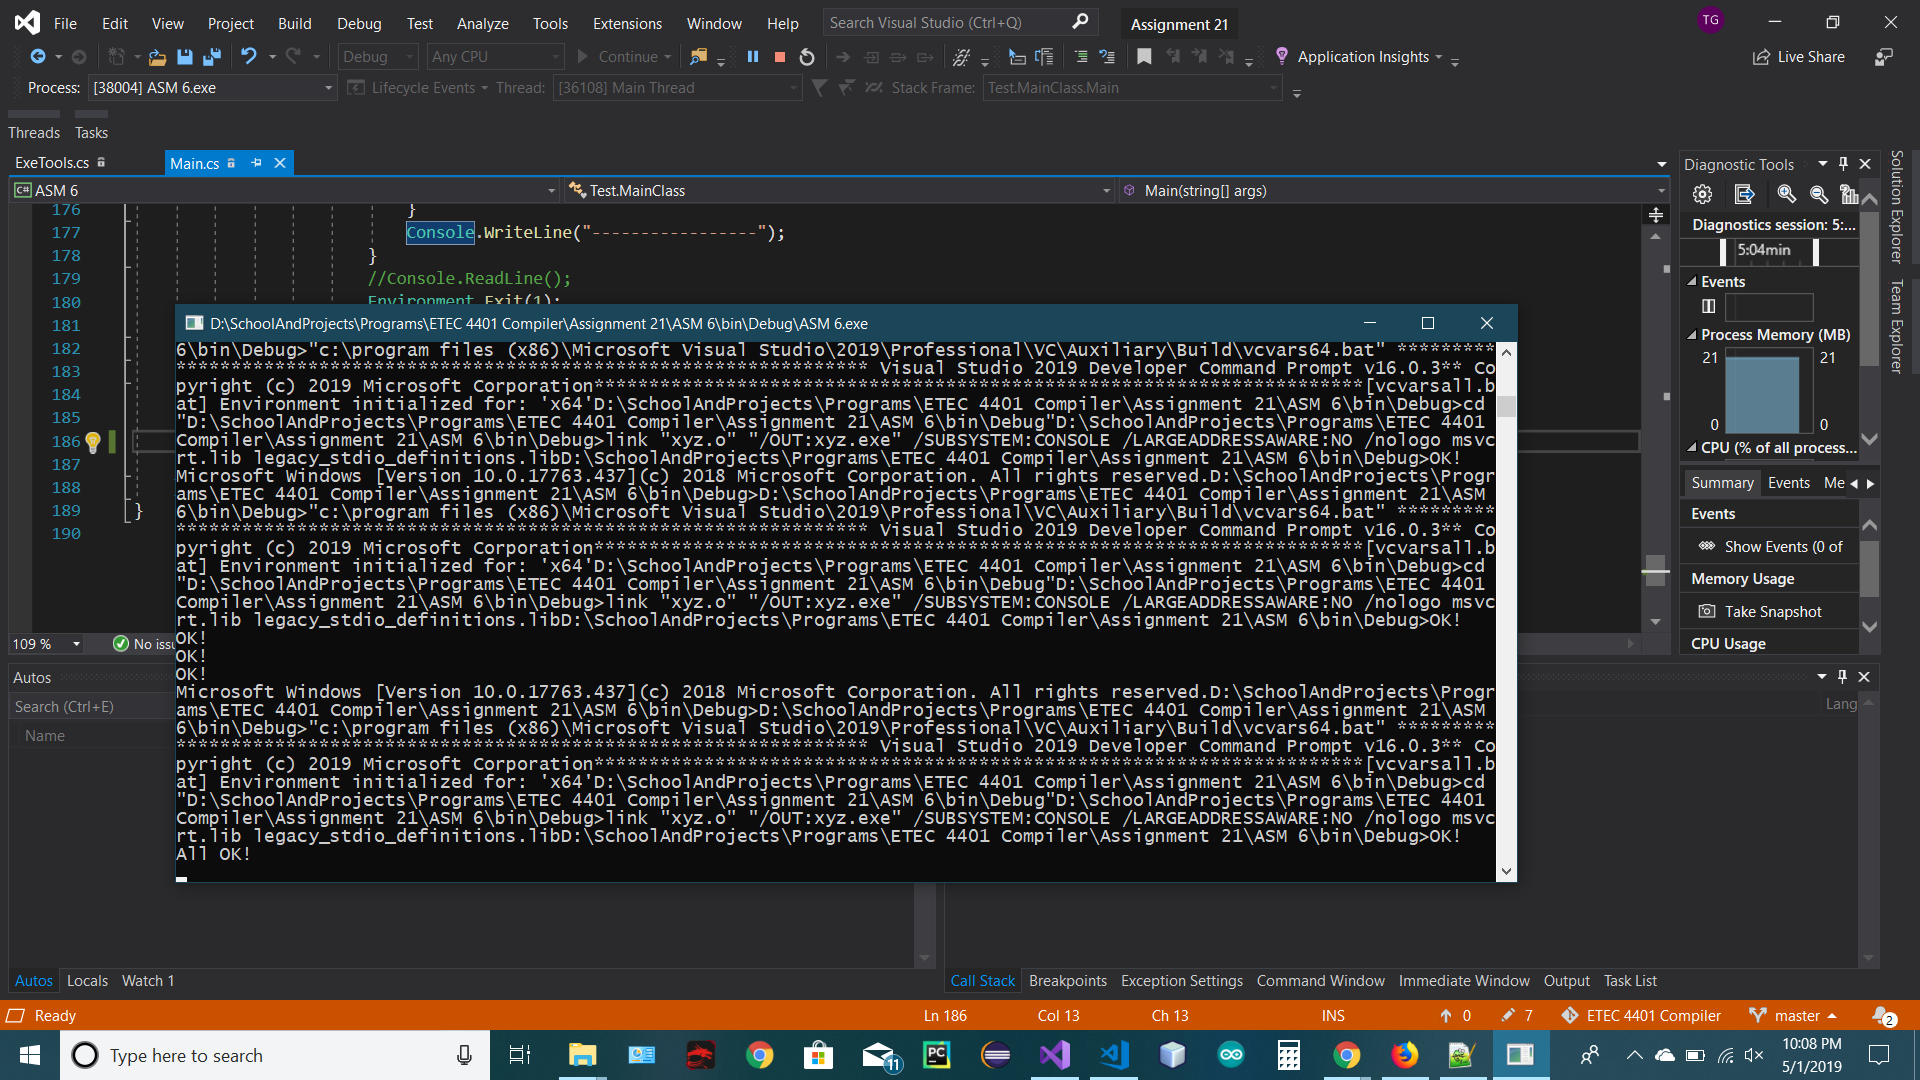 File Edit View Project Build Debug Test Analyze Tools Extensions Window Help Search Visual Studio (Ctrl+Q) Assignment 21 TG
Debug Any CPU Continue Application Insights Live Share
Process: [38004] ASM 6.exe Lifecycle Events Thread: [36108] Main Thread Stack Frame: Test.MainClass.Main
Threads Tasks
ExeTools.cs Main.cs
C# ASM 6 Test.MainClass Main(string[] args)
176 }
177 Console.WriteLine("-----------------");
178 }
179 //Console.ReadLine();
180 Environment.Exit(1);
181
182
183
184
185
186
187
188
189 }
190
109 % No issu
D:\SchoolAndProjects\Programs\ETEC 4401 Compiler\Assignment 21\ASM 6\bin\Debug\ASM 6.exe
6\bin\Debug>"c:\program files (x86)\Microsoft Visual Studio\2019\Professional\VC\Auxiliary\Build\vcvars64.bat" *********
************************************************************* Visual Studio 2019 Developer Command Prompt v16.0.3** Co
pyright (c) 2019 Microsoft Corporation**********************************************************************[vcvarsall.b
at] Environment initialized for: 'x64'D:\SchoolAndProjects\Programs\ETEC 4401 Compiler\Assignment 21\ASM 6\bin\Debug>cd
"D:\SchoolAndProjects\Programs\ETEC 4401 Compiler\Assignment 21\ASM 6\bin\Debug"D:\SchoolAndProjects\Programs\ETEC 4401
Compiler\Assignment 21\ASM 6\bin\Debug>link "xyz.o" "/OUT:xyz.exe" /SUBSYSTEM:CONSOLE /LARGEADDRESSAWARE:NO /nologo msvc
rt.lib legacy_stdio_definitions.libD:\SchoolAndProjects\Programs\ETEC 4401 Compiler\Assignment 21\ASM 6\bin\Debug>OK!
Microsoft Windows [Version 10.0.17763.437](c) 2018 Microsoft Corporation. All rights reserved.D:\SchoolAndProjects\Progr
ams\ETEC 4401 Compiler\Assignment 21\ASM 6\bin\Debug>D:\SchoolAndProjects\Programs\ETEC 4401 Compiler\Assignment 21\ASM
6\bin\Debug>"c:\program files (x86)\Microsoft Visual Studio\2019\Professional\VC\Auxiliary\Build\vcvars64.bat" *********
************************************************************* Visual Studio 2019 Developer Command Prompt v16.0.3** Co
pyright (c) 2019 Microsoft Corporation**********************************************************************[vcvarsall.b
at] Environment initialized for: 'x64'D:\SchoolAndProjects\Programs\ETEC 4401 Compiler\Assignment 21\ASM 6\bin\Debug>cd
"D:\SchoolAndProjects\Programs\ETEC 4401 Compiler\Assignment 21\ASM 6\bin\Debug"D:\SchoolAndProjects\Programs\ETEC 4401
Compiler\Assignment 21\ASM 6\bin\Debug>link "xyz.o" "/OUT:xyz.exe" /SUBSYSTEM:CONSOLE /LARGEADDRESSAWARE:NO /nologo msvc
rt.lib legacy_stdio_definitions.libD:\SchoolAndProjects\Programs\ETEC 4401 Compiler\Assignment 21\ASM 6\bin\Debug>OK!
OK!
OK!
OK!
Microsoft Windows [Version 10.0.17763.437](c) 2018 Microsoft Corporation. All rights reserved.D:\SchoolAndProjects\Progr
ams\ETEC 4401 Compiler\Assignment 21\ASM 6\bin\Debug>D:\SchoolAndProjects\Programs\ETEC 4401 Compiler\Assignment 21\ASM
6\bin\Debug>"c:\program files (x86)\Microsoft Visual Studio\2019\Professional\VC\Auxiliary\Build\vcvars64.bat" *********
************************************************************* Visual Studio 2019 Developer Command Prompt v16.0.3** Co
pyright (c) 2019 Microsoft Corporation**********************************************************************[vcvarsall.b
at] Environment initialized for: 'x64'D:\SchoolAndProjects\Programs\ETEC 4401 Compiler\Assignment 21\ASM 6\bin\Debug>cd
"D:\SchoolAndProjects\Programs\ETEC 4401 Compiler\Assignment 21\ASM 6\bin\Debug"D:\SchoolAndProjects\Programs\ETEC 4401
Compiler\Assignment 21\ASM 6\bin\Debug>link "xyz.o" "/OUT:xyz.exe" /SUBSYSTEM:CONSOLE /LARGEADDRESSAWARE:NO /nologo msvc
rt.lib legacy_stdio_definitions.libD:\SchoolAndProjects\Programs\ETEC 4401 Compiler\Assignment 21\ASM 6\bin\Debug>OK!
All OK!
Diagnostic Tools
Diagnostics session: 5:...
5:04min
Events
Process Memory (MB)
21 21
0 0
CPU (% of all process...
Summary Events Me
Events
Show Events (0 of
Memory Usage
Take Snapshot
CPU Usage
Solution Explorer
Team Explorer
Autos
Search (Ctrl+E)
Name
Lang
Autos Locals Watch 1
Call Stack Breakpoints Exception Settings Command Window Immediate Window Output Task List
Ready Ln 186 Col 13 Ch 13 INS 0 7 ETEC 4401 Compiler master 2
Type here to search PC 11 10:08 PM
5/1/2019